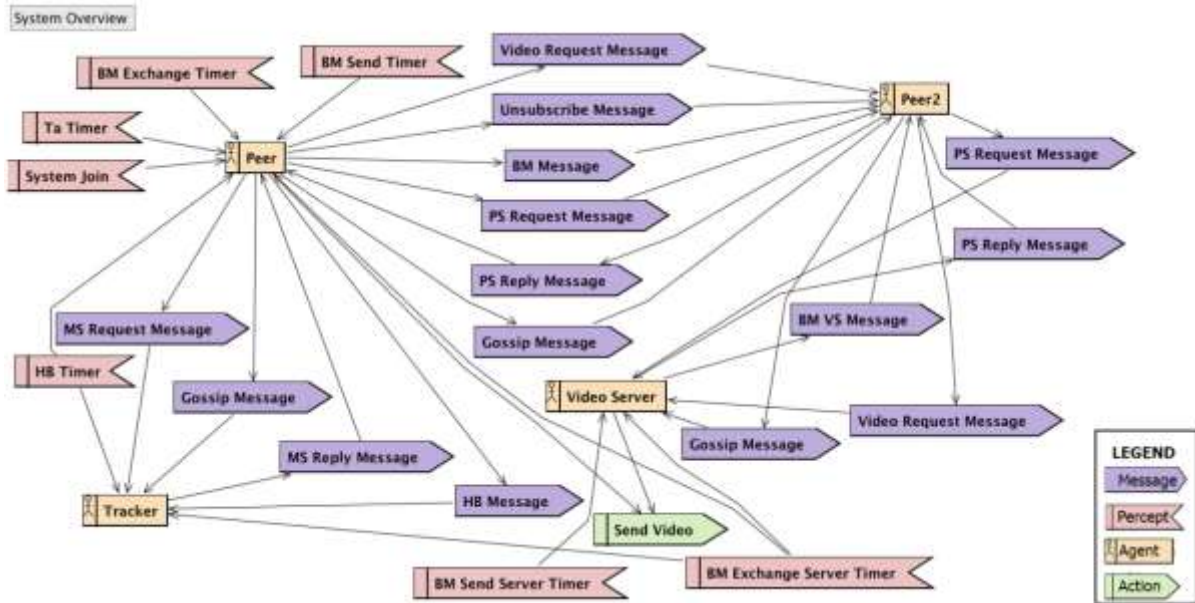 System Overview
Video Request Message
BM Exchange Timer
BM Send Timer
Peer2
Unsubscribe Message
Ta Timer
Peer
PS Request Message
BM Message
System Join
PS Request Message
PS Reply Message
PS Reply Message
BM VS Message
MS Request Message
Gossip Message
HB Timer
Gossip Message
Video Server
Video Request Message
Gossip Message
MS Reply Message
LEGEND
Message
HB Message
Tracker
Send Video
Percept
Agent
BM Send Server Timer
BM Exchange Server Timer
Action